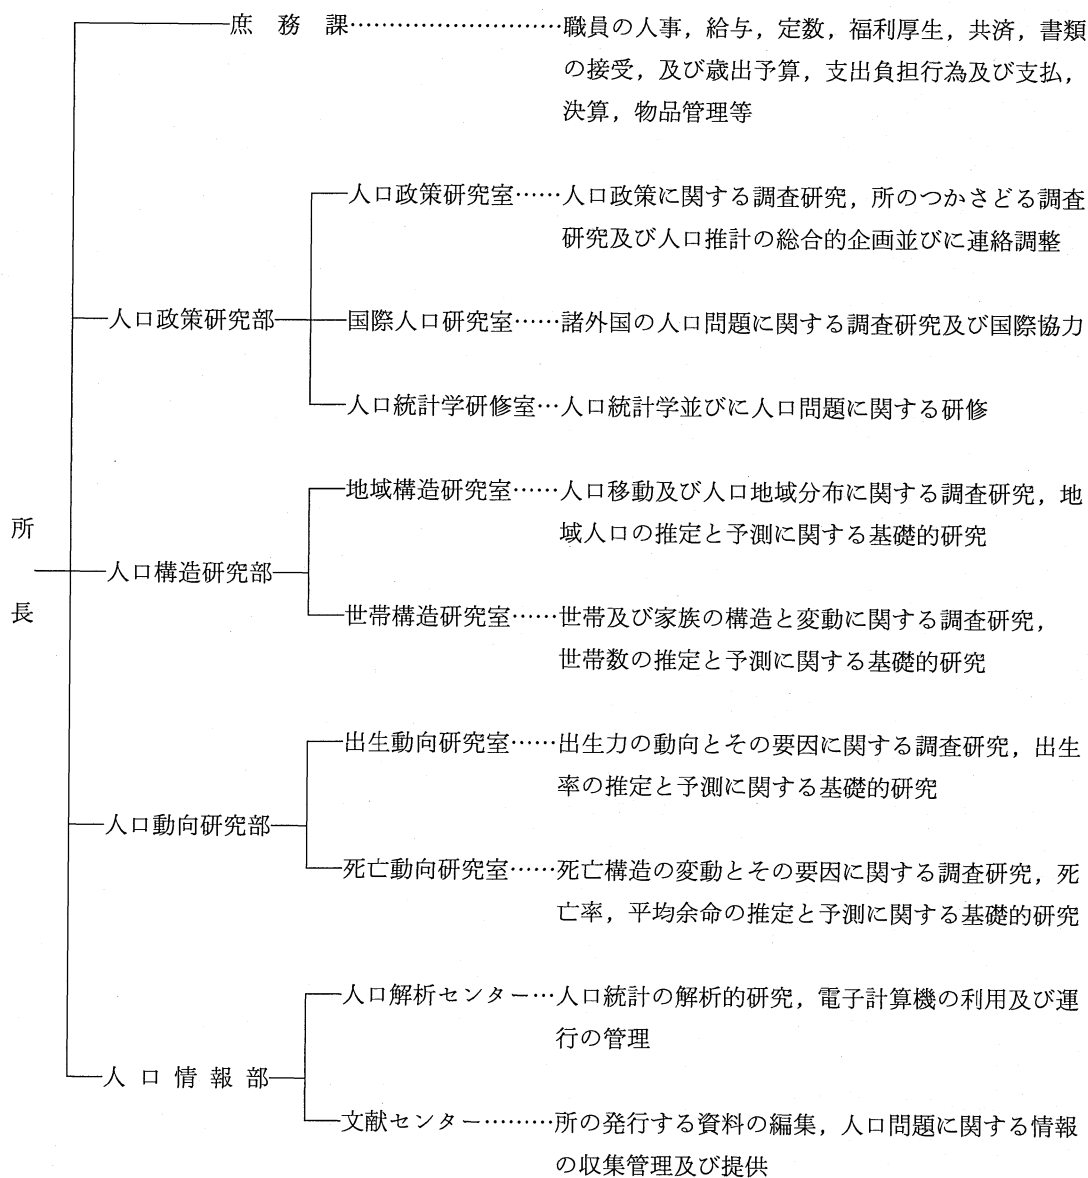 庶務課……………………職員の人事，給与，定数，福利厚生，共済，書類
の接受，及び歳出予算，支出負担行為及び支払，
決算，物品管理等
人口政策研究室……人口政策に関する調査研究，所のつかさどる調査
研究及び人口推計の総合的企画並びに連絡調整
人口政策研究部
国際人口研究室……諸外国の人口問題に関する調査研究及び国際協力
人口統計学研修室…人口統計学並びに人口問題に関する研修
所長
地域構造研究室……人口移動及び人口地域分布に関する調査研究，地
域人口の推定と予測に関する基礎的研究
人口構造研究部
世帯構造研究室……世帯及び家族の構造と変動に関する調査研究，
世帯数の推定と予測に関する基礎的研究
出生動向研究室……出生力の動向とその要因に関する調査研究，出生
率の推定と予測に関する基礎的研究
人口動向研究部
死亡動向研究室……死亡構造の変動とその要因に関する調査研究，死
亡率，平均余命の推定と予測に関する基礎的研究
人口解析センター…人口統計の解析的研究，電子計算機の利用及び運
行の管理
人口情報部
文献センター………所の発行する資料の編集，人口問題に関する情報
の収集管理及び提供